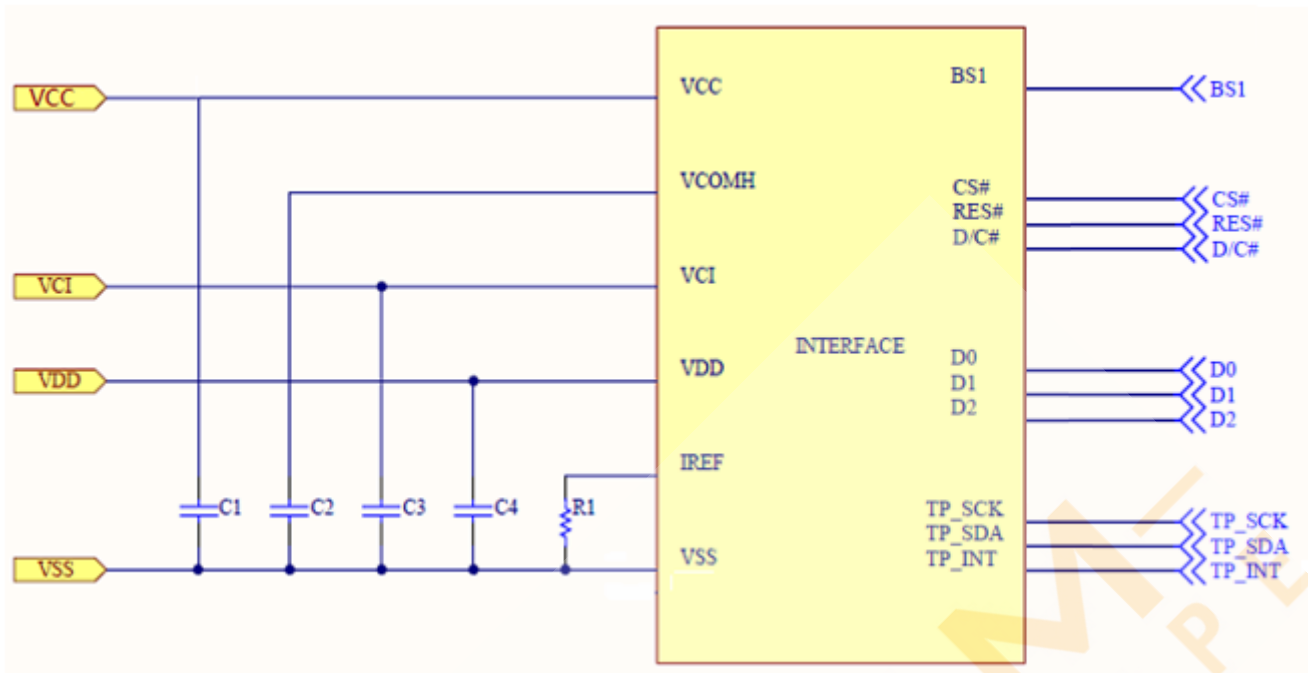 VCC
VCI
VDD
VSS
C1
C2
C3
C4
R1
VCC
VCOMH
VCI
VDD
IREF
VSS
INTERFACE
BS1
CS#
RES#
D/C#
D0
D1
D2
TP_SCK
TP_SDA
TP_INT
BS1
CS#
RES#
D/C#
D0
D1
D2
TP_SCK
TP_SDA
TP_INT